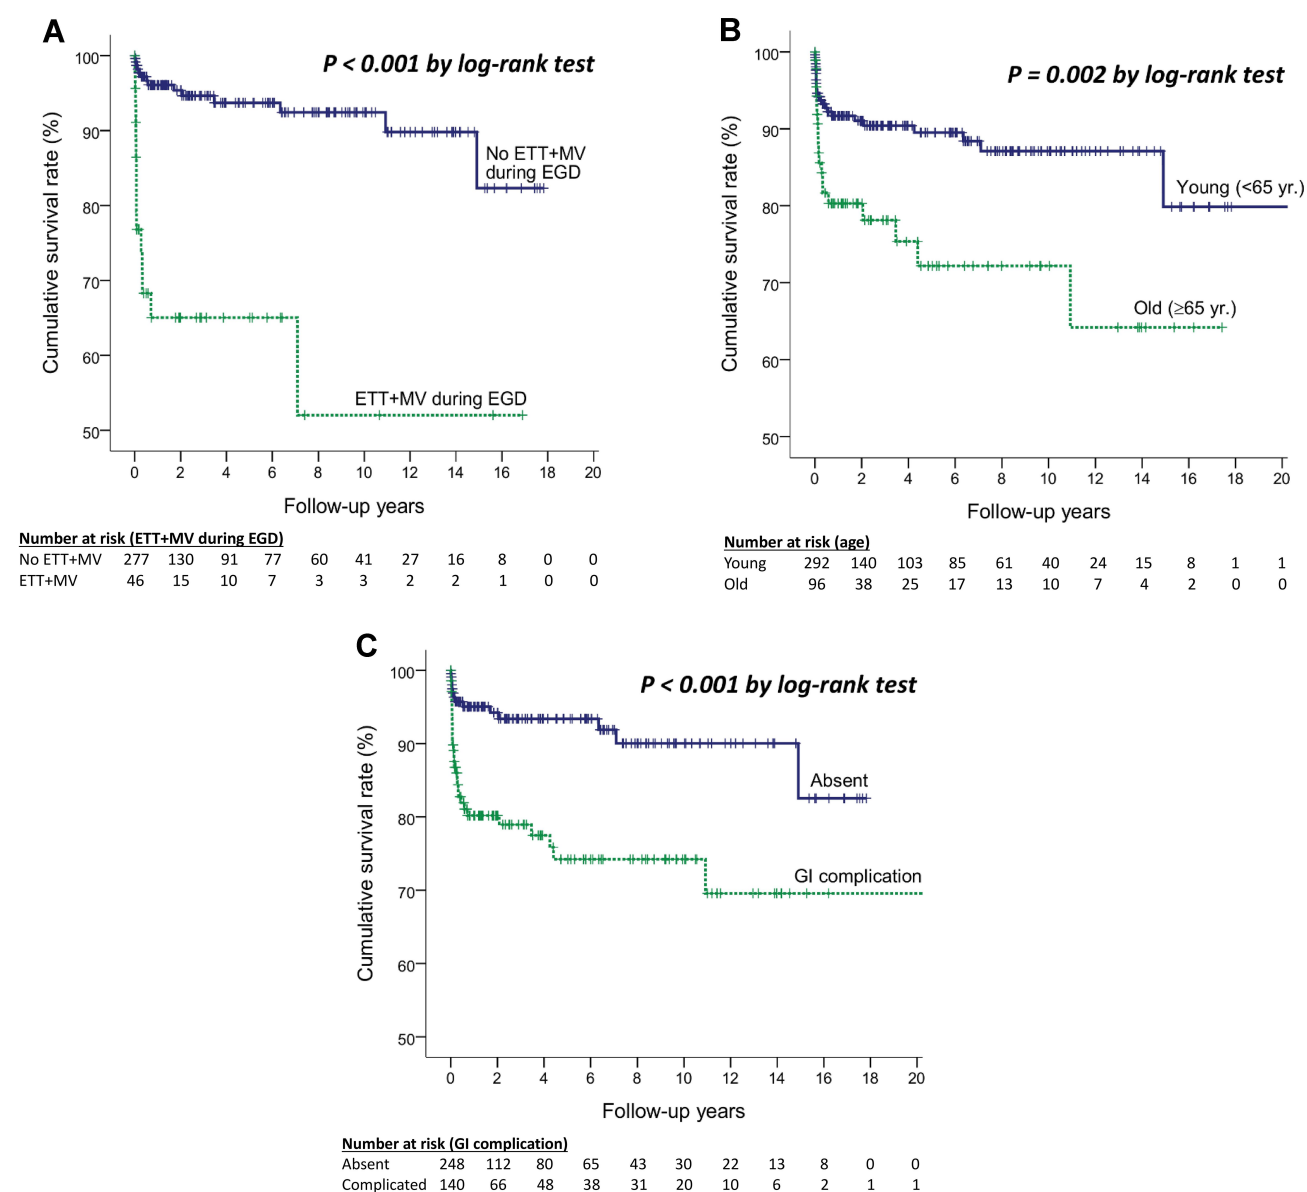 A
P < 0.001 by log-rank test
Cumulative survival rate (%)
100
90
80
70
60
50
No ETT+MV
during EGD
ETT+MV during EGD
0 2 4 6 8 10 12 14 16 18 20
Follow-up years
Number at risk (ETT+MV during EGD)
No ETT+MV 277 130 91 77 60 41 27 16 8 0 0
ETT+MV 46 15 10 7 3 3 2 2 1 0 0
B
P = 0.002 by log-rank test
Cumulative survival rate (%)
100
90
80
70
60
50
Young (<65 yr.)
Old (≥65 yr.)
0 2 4 6 8 10 12 14 16 18 20
Follow-up years
Number at risk (age)
Young 292 140 103 85 61 40 24 15 8 1 1
Old 96 38 25 17 13 10 7 4 2 0 0
C
P < 0.001 by log-rank test
Cumulative survival rate (%)
100
90
80
70
60
50
Absent
GI complication
0 2 4 6 8 10 12 14 16 18 20
Follow-up years
Number at risk (GI complication)
Absent 248 112 80 65 43 30 22 13 8 0 0
Complicated 140 66 48 38 31 20 10 6 2 1 1